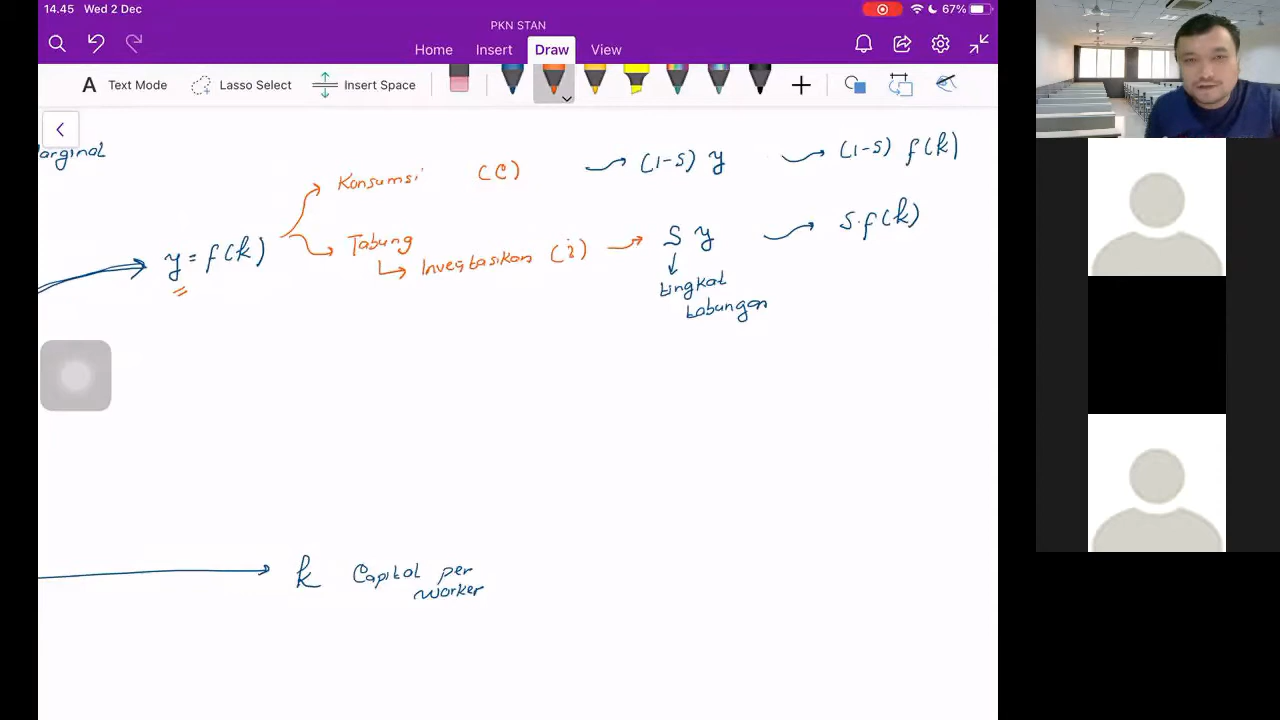 14.45 Wed 2 Dec
67%
PKN STAN
Home Insert Draw View
A Text Mode Lasso Select Insert Space
arginal
Konsumsi (C) (1-s) y (1-s) f(k)
y = f(k)
Tabung
Investasikan (i) s y s.f(k)
tingkat
tabungan
k Capital per
worker